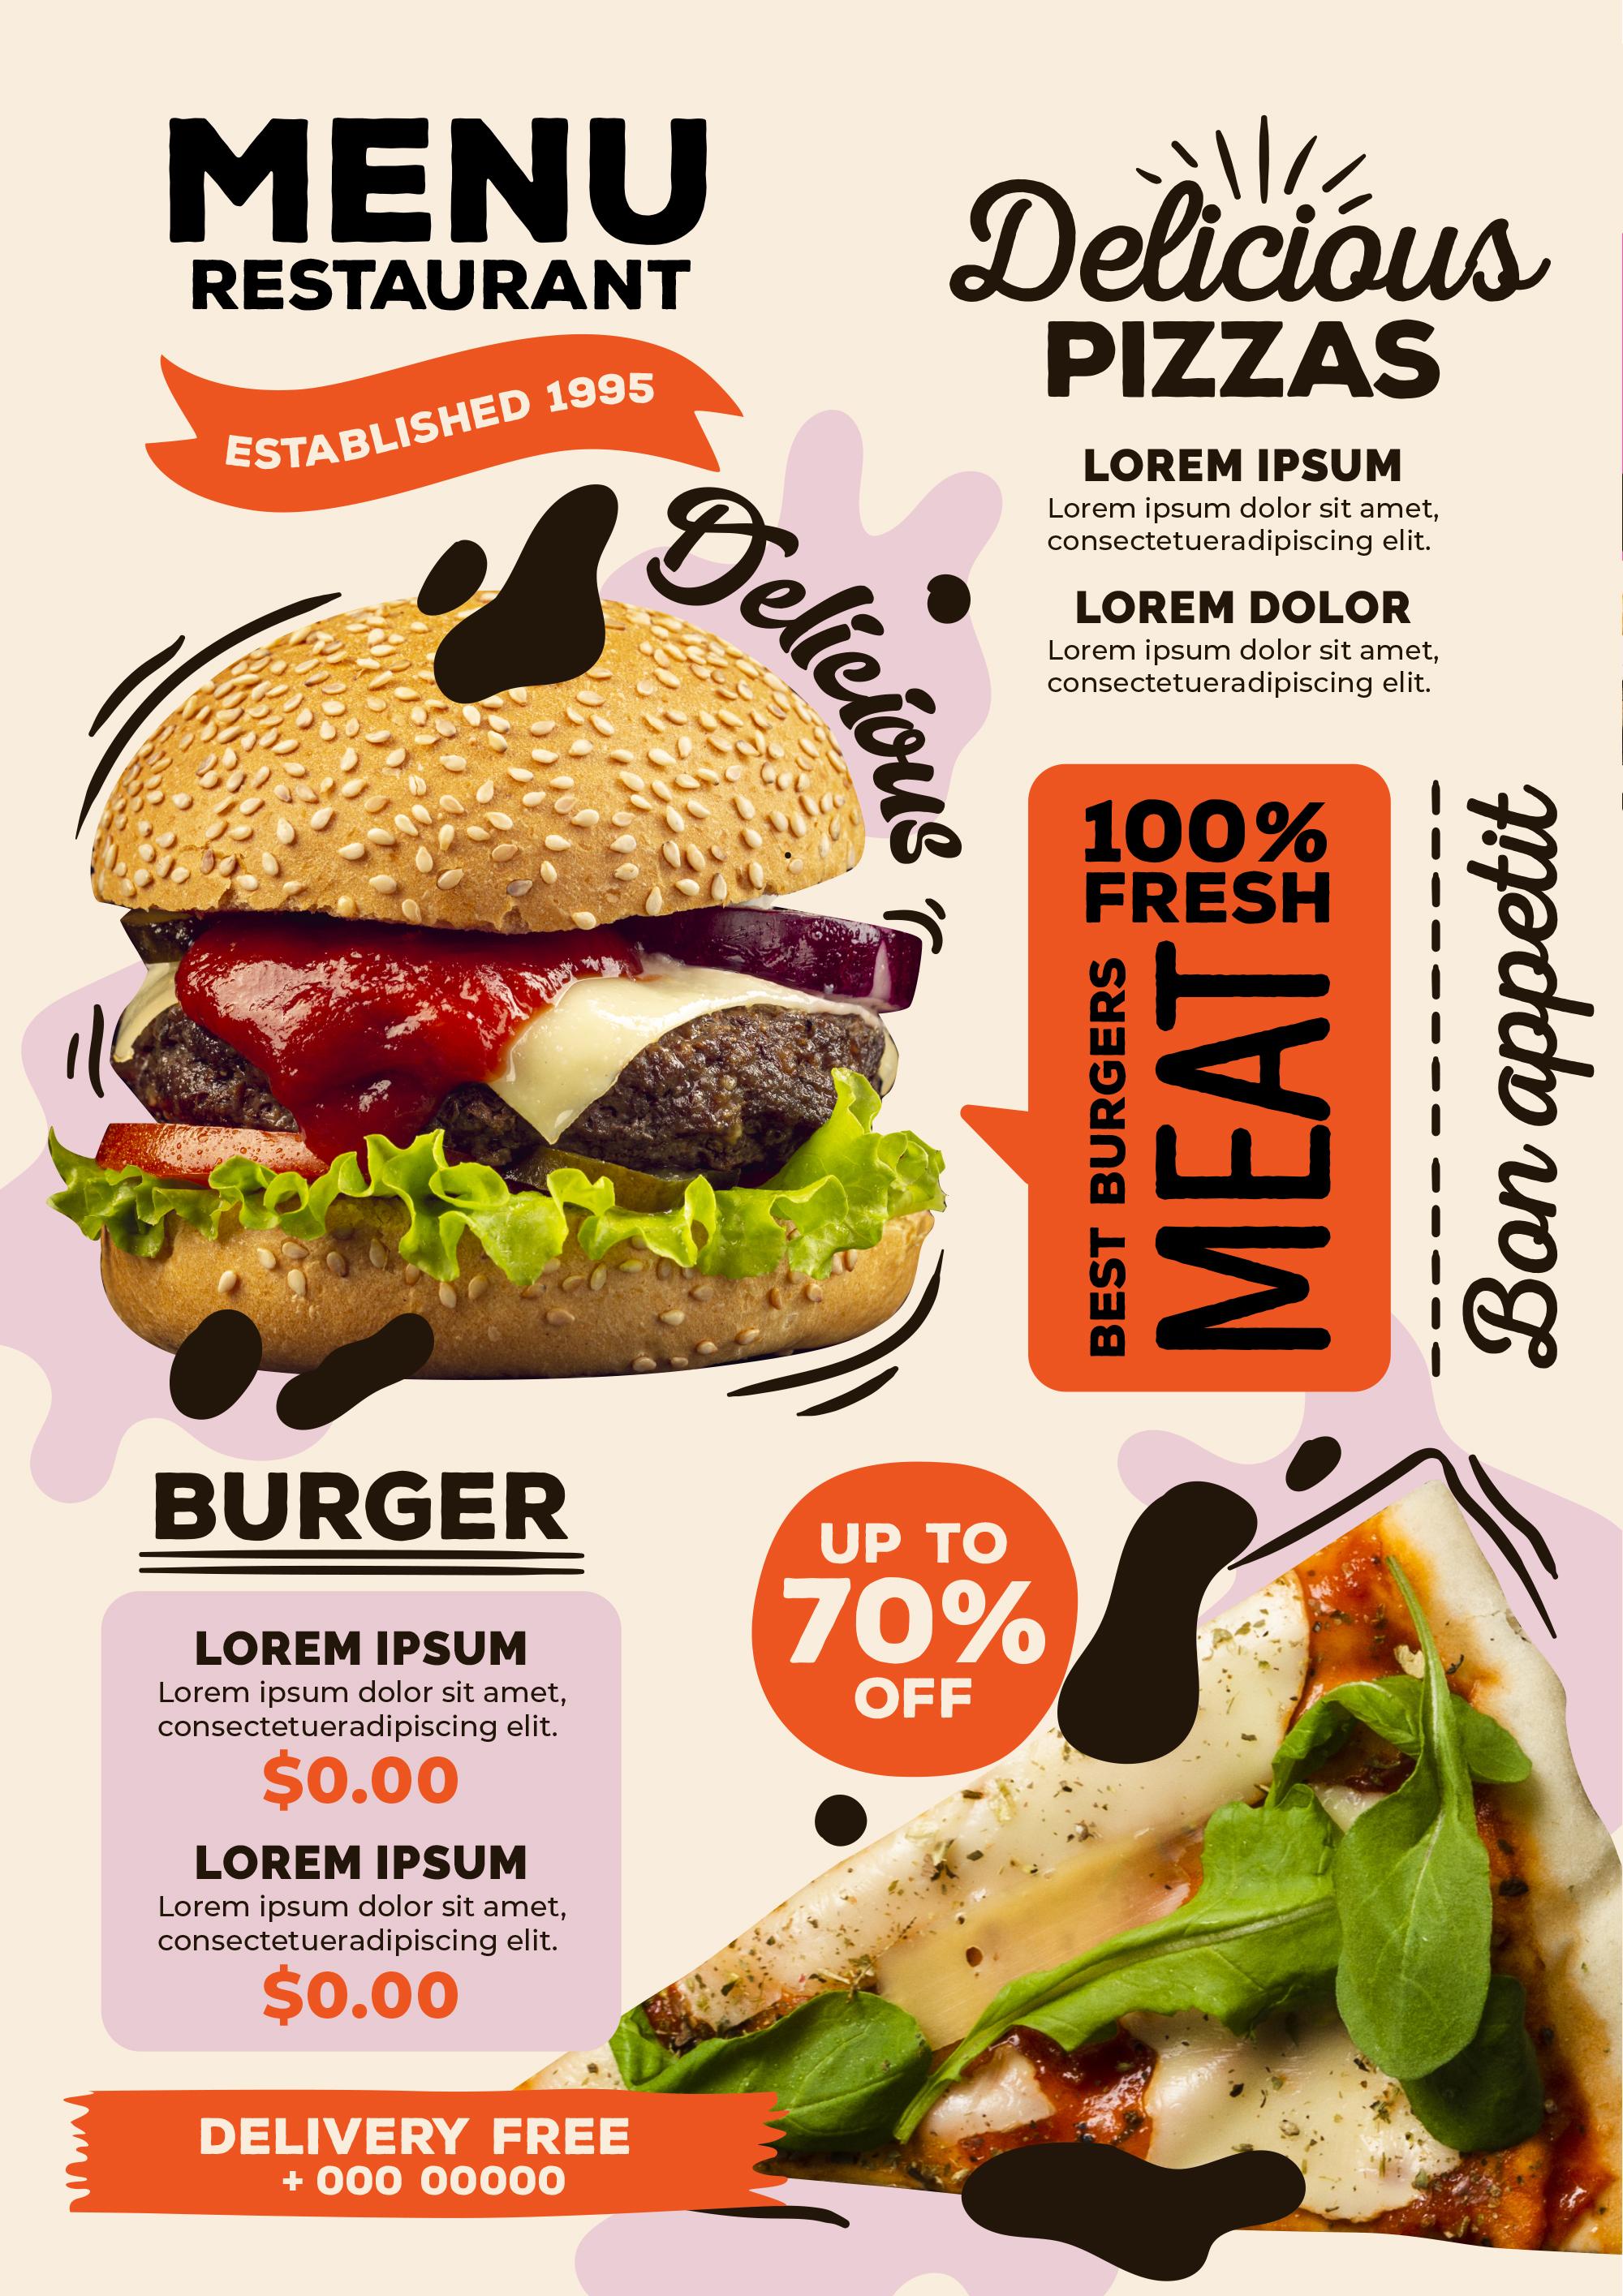 MENU
RESTAURANT
ESTABLISHED 1995
Delicious
Delicious
PIZZAS
LOREM IPSUM
Lorem ipsum dolor sit amet,
consectetueradipiscing elit.
LOREM DOLOR
Lorem ipsum dolor sit amet,
consectetueradipiscing elit.
100%
FRESH
BEST BURGERS
MEAT
Bon appetit
BURGER
LOREM IPSUM
Lorem ipsum dolor sit amet,
consectetueradipiscing elit.
$0.00
LOREM IPSUM
Lorem ipsum dolor sit amet,
consectetueradipiscing elit.
$0.00
UP TO
70%
OFF
DELIVERY FREE
+ 000 00000